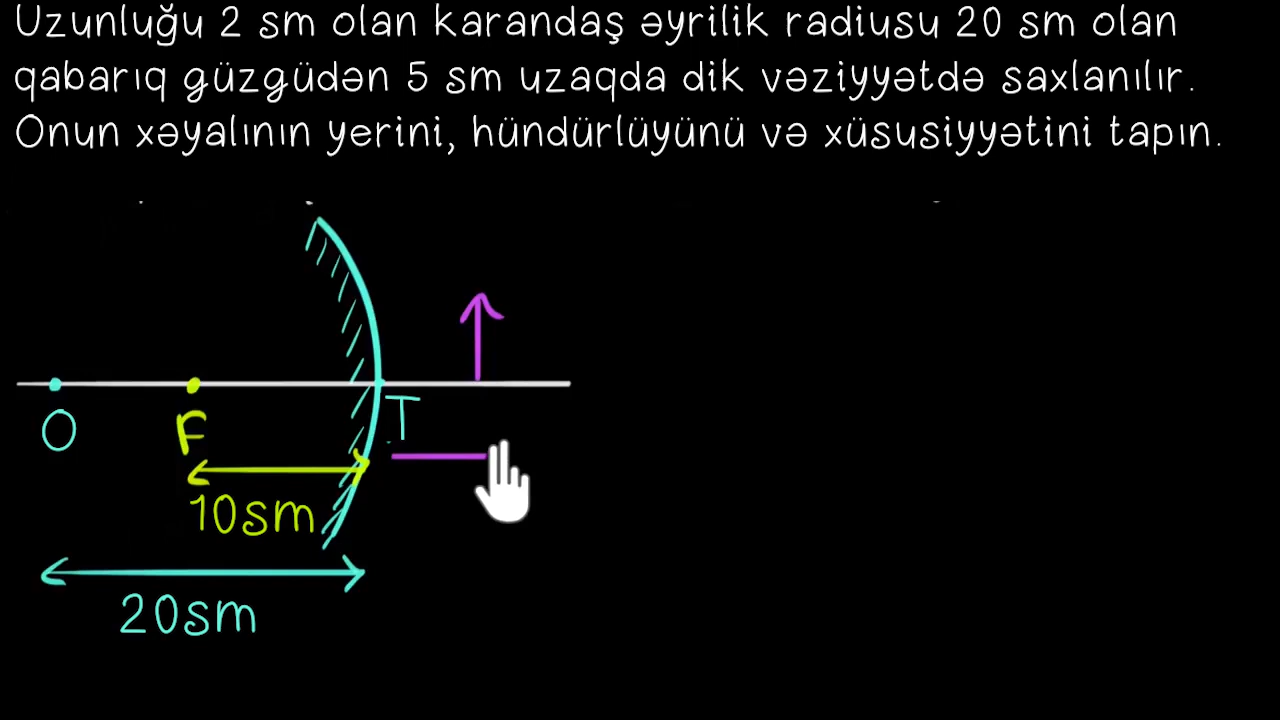 Uzunluğu 2 sm olan karandaş əyrilik radiusu 20 sm olan
qabarıq güzgüdən 5 sm uzaqda dik vəziyyətdə saxlanılır.
Onun xəyalının yerini, hündürlüyünü və xüsusiyyətini tapın.
O F T
10sm
20sm